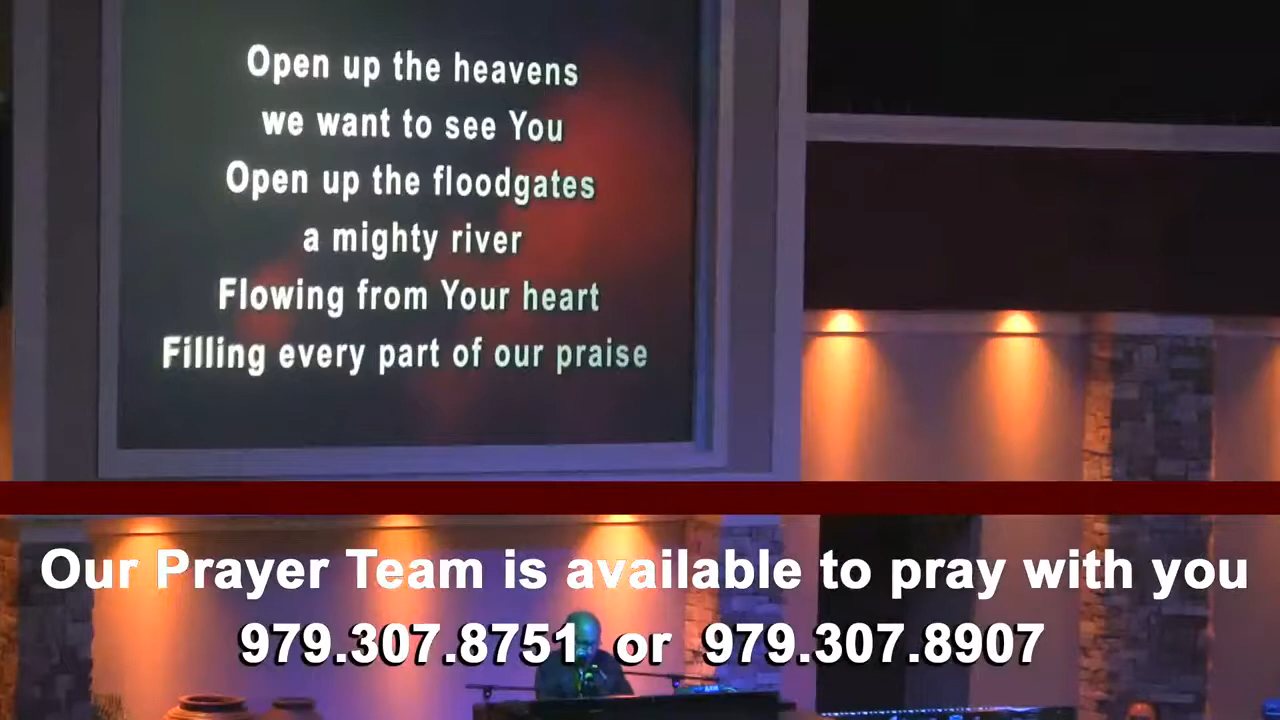 Open up the heavens
we want to see You
Open up the floodgates
a mighty river
Flowing from Your heart
Filling every part of our praise
Our Prayer Team is available to pray with you
979.307.8751 or 979.307.8907